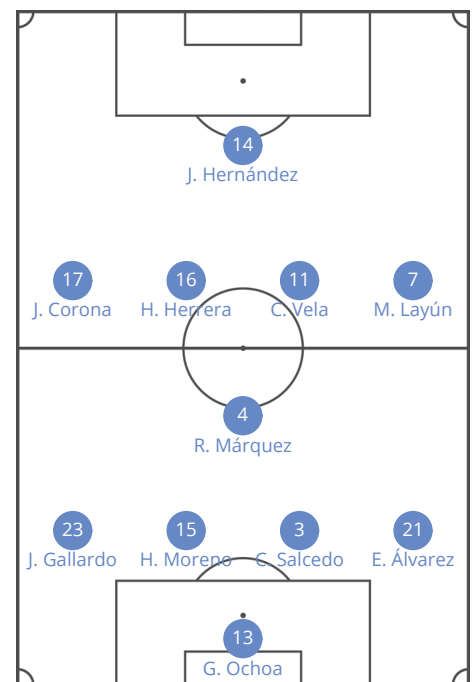 14
J. Hernández
17 16 11 7
J. Corona H. Herrera C. Vela M. Layún
4
R. Márquez
23 15 3 21
J. Gallardo H. Moreno C. Salcedo E. Álvarez
13
G. Ochoa